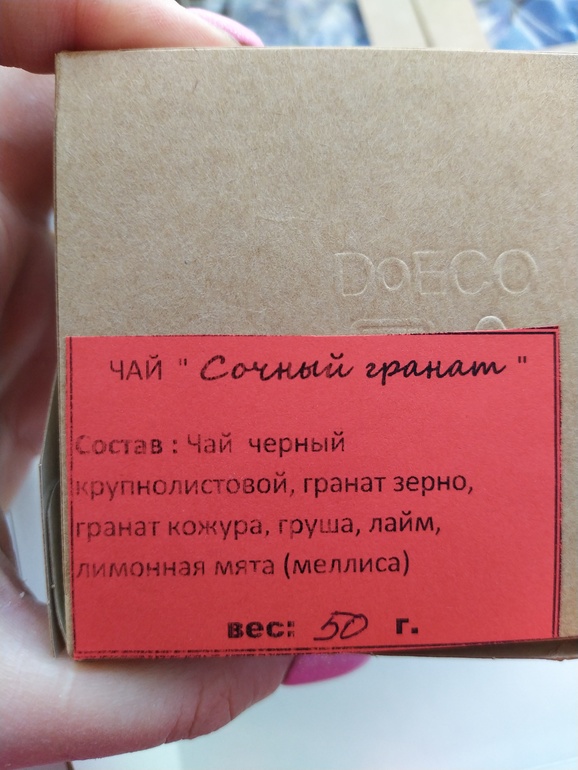 DoECO
ЧАЙ " Сочный гранат "
Состав : Чай черный
крупнолистовой, гранат зерно,
гранат кожура, груша, лайм,
лимонная мята (меллиса)
вес: 50 г.